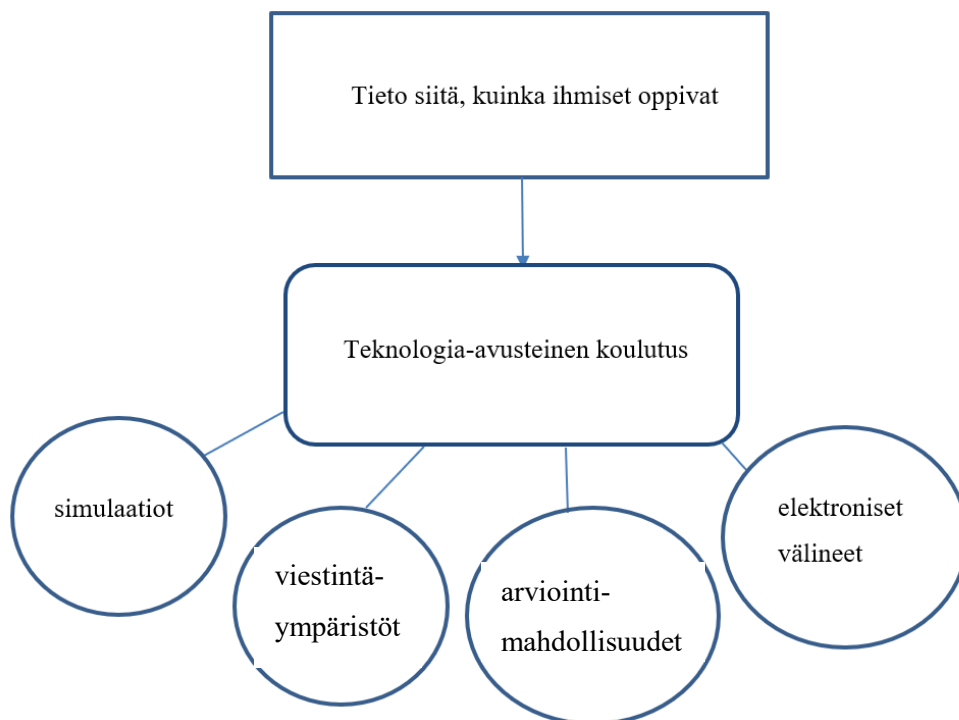 Tieto siitä, kuinka ihmiset oppivat
Teknologia-avusteinen koulutus
simulaatiot
viestintä-
ympäristöt
arviointi-
mahdollisuudet
elektroniset
välineet